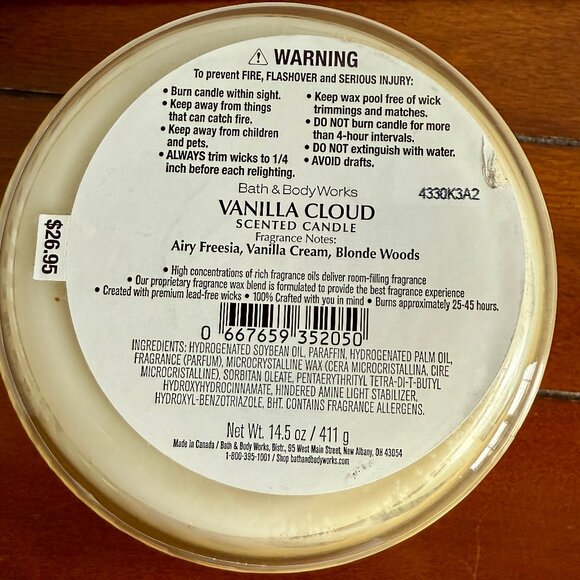 ⚠ WARNING
To prevent FIRE, FLASHOVER and SERIOUS INJURY:
• Burn candle within sight.
• Keep away from things
that can catch fire.
• Keep away from children
and pets.
• ALWAYS trim wicks to 1/4
inch before each relighting.
• Keep wax pool free of wick
trimmings and matches.
• DO NOT burn candle for more
than 4-hour intervals.
• DO NOT extinguish with water.
• AVOID drafts.
Bath & Body Works
4330K3A2
VANILLA CLOUD
SCENTED CANDLE
Fragrance Notes:
Airy Freesia, Vanilla Cream, Blonde Woods
$26.95
• High concentrations of rich fragrance oils deliver room-filling fragrance
• Our proprietary fragrance wax blend is formulated to provide the best fragrance experience
• Created with premium lead-free wicks • 100% Crafted with you in mind • Burns approximately 25-45 hours.
0 667659 352050
INGREDIENTS: HYDROGENATED SOYBEAN OIL, PARAFFIN, HYDROGENATED PALM OIL,
FRAGRANCE (PARFUM), MICROCRYSTALLINE WAX (CERA MICROCRISTALLINA, CIRE
MICROCRISTALLINE), SORBITAN OLEATE, PENTAERYTHRITYL TETRA-DI-T-BUTYL
HYDROXYHYDROCINNAMATE, HINDERED AMINE LIGHT STABILIZER,
HYDROXYL-BENZOTRIAZOLE, BHT. CONTAINS FRAGRANCE ALLERGENS.
Net Wt. 14.5 oz / 411 g
Made in Canada / Bath & Body Works, Distr., 95 West Main Street, New Albany, OH 43054
1-800-395-1001 / Shop bathandbodyworks.com